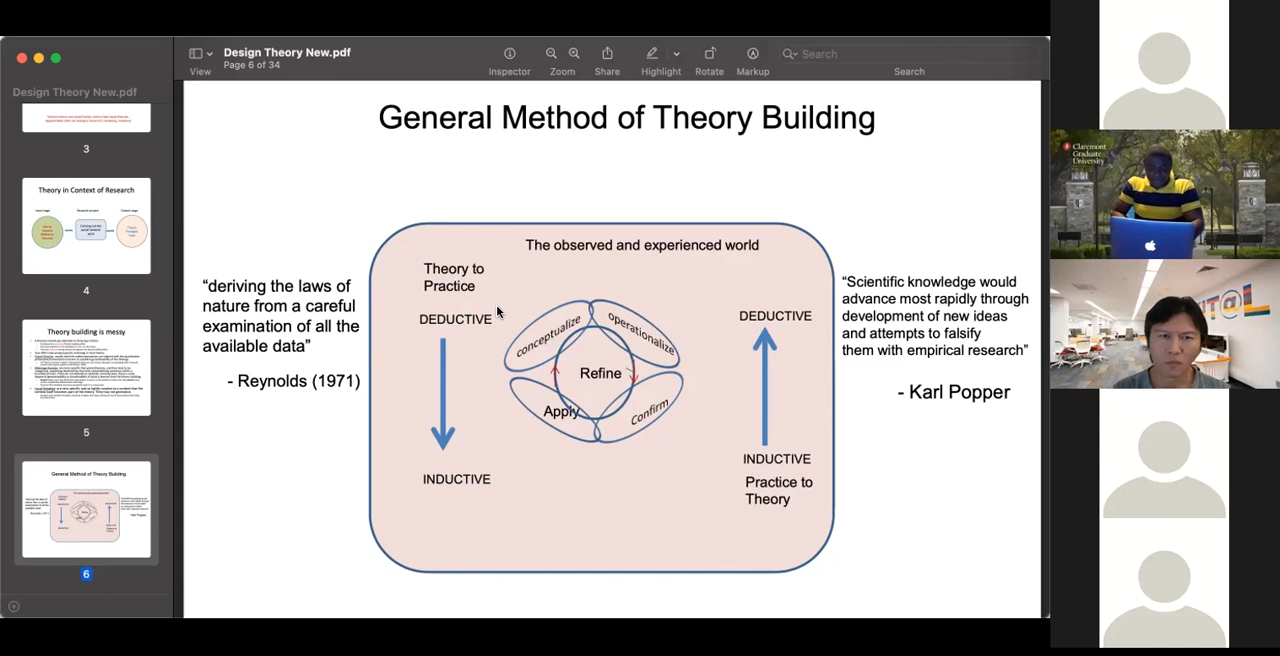 Design Theory New.pdf
Page 6 of 34
View
Inspector
Zoom
Share
Highlight
Rotate
Markup
Search
Search
Design Theory New.pdf
3
Theory in Context of Research
4
Theory building is messy
5
General Method of Theory Building
6
General Method of Theory Building
“deriving the laws of
nature from a careful
examination of all the
available data”
- Reynolds (1971)
The observed and experienced world
Theory to
Practice
DEDUCTIVE
INDUCTIVE
conceptualize
operationalize
Refine
Apply
Confirm
DEDUCTIVE
INDUCTIVE
Practice to
Theory
“Scientific knowledge would
advance most rapidly through
development of new ideas
and attempts to falsify
them with empirical research”
- Karl Popper
Claremont
Graduate
University